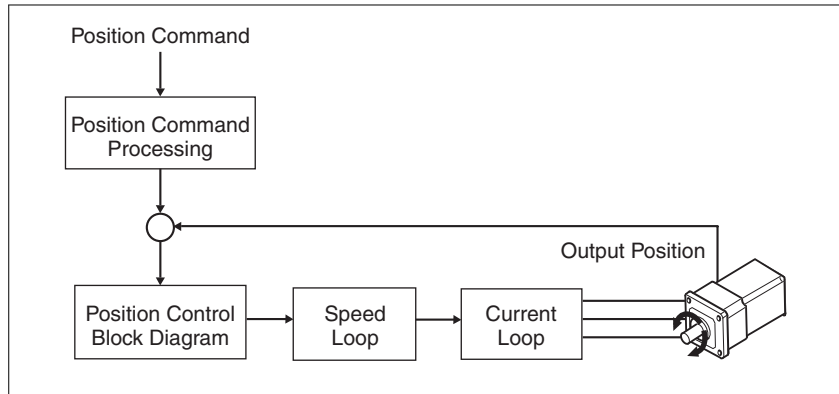 Position Command
Position Command
Processing
Output Position
Position Control
Block Diagram
Speed
Loop
Current
Loop